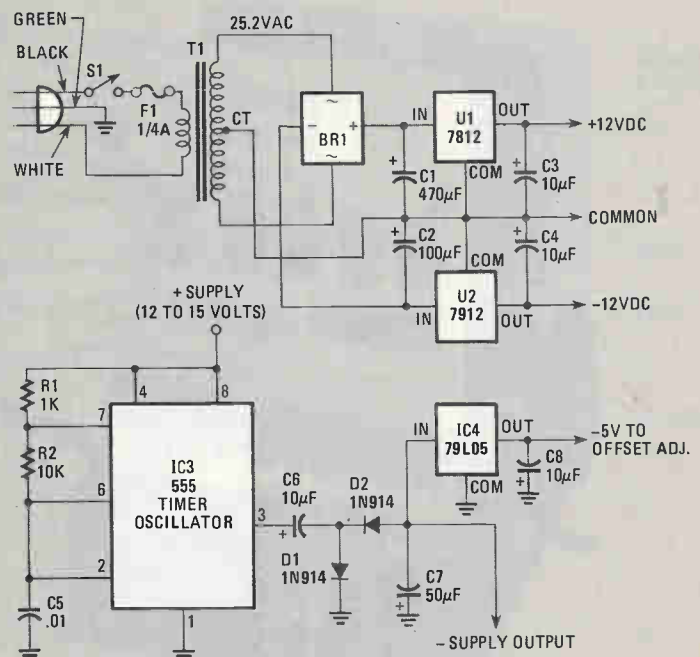 GREEN
BLACK
S1
F1
1/4A
WHITE
T1
25.2VAC
CT
~
− BR1 +
~
IN
U1
7812
OUT
COM
+12VDC
+
C1
470µF
+
C3
10µF
COMMON
+
C2
100µF
+
C4
10µF
COM
U2
7912
IN
OUT
−12VDC
+ SUPPLY
(12 TO 15 VOLTS)
R1
1K
R2
10K
C5
.01
4
8
7
6
2
3
1
IC3
555
TIMER
OSCILLATOR
C6
10µF
+
D2
1N914
D1
1N914
C7
50µF
+
IN
IC4
79L05
OUT
COM
C8
10µF
+
−5V TO
OFFSET ADJ.
− SUPPLY OUTPUT